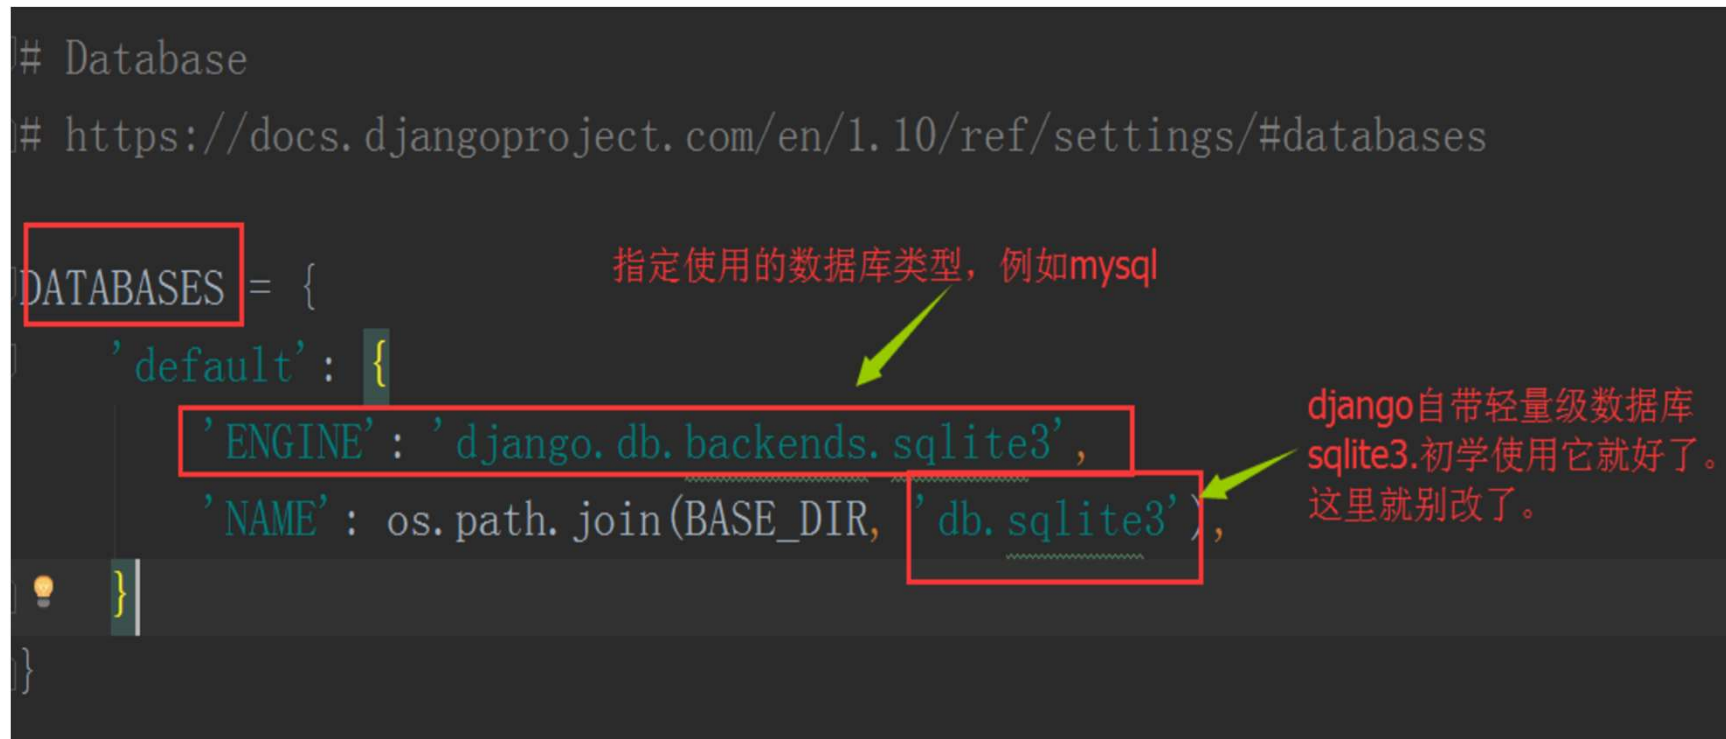 # Database
# https://docs.djangoproject.com/en/1.10/ref/settings/#databases
指定使用的数据库类型，例如mysql
DATABASES = {
'default': {
django自带轻量级数据库
'ENGINE': 'django.db.backends.sqlite3',
sqlite3.初学使用它就好了。
这里就别改了。
'NAME': os.path.join(BASE_DIR, 'db.sqlite3'),
}
}